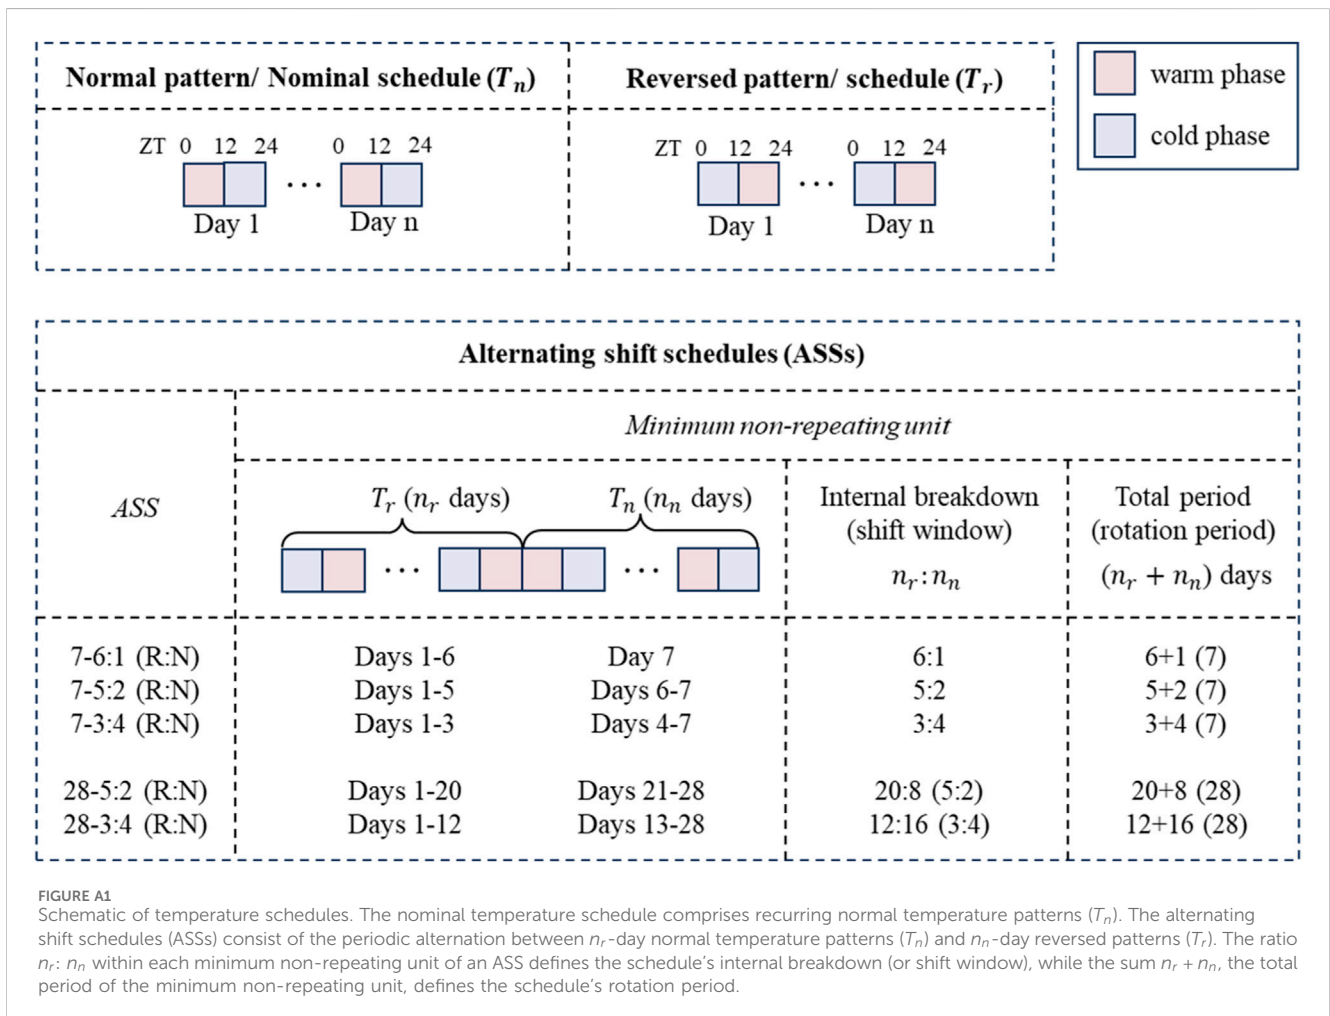 Normal pattern/ Nominal schedule (Tₙ)
Reversed pattern/ schedule (Tᵣ)
warm phase
cold phase
ZT 0 12 24 0 12 24
... 
Day 1 Day n
ZT 0 12 24 0 12 24
...
Day 1 Day n
Alternating shift schedules (ASSs)
ASS
Minimum non-repeating unit
Tᵣ (nᵣ days) Tₙ (nₙ days)
... ...
Internal breakdown
(shift window)
nᵣ:nₙ
Total period
(rotation period)
(nᵣ + nₙ) days
7-6:1 (R:N) Days 1-6 Day 7 6:1 6+1 (7)
7-5:2 (R:N) Days 1-5 Days 6-7 5:2 5+2 (7)
7-3:4 (R:N) Days 1-3 Days 4-7 3:4 3+4 (7)
28-5:2 (R:N) Days 1-20 Days 21-28 20:8 (5:2) 20+8 (28)
28-3:4 (R:N) Days 1-12 Days 13-28 12:16 (3:4) 12+16 (28)
FIGURE A1
Schematic of temperature schedules. The nominal temperature schedule comprises recurring normal temperature patterns (Tₙ). The alternating
shift schedules (ASSs) consist of the periodic alternation between nᵣ-day normal temperature patterns (Tₙ) and nₙ-day reversed patterns (Tᵣ). The ratio
nᵣ: nₙ within each minimum non-repeating unit of an ASS defines the schedule's internal breakdown (or shift window), while the sum nᵣ + nₙ, the total
period of the minimum non-repeating unit, defines the schedule's rotation period.